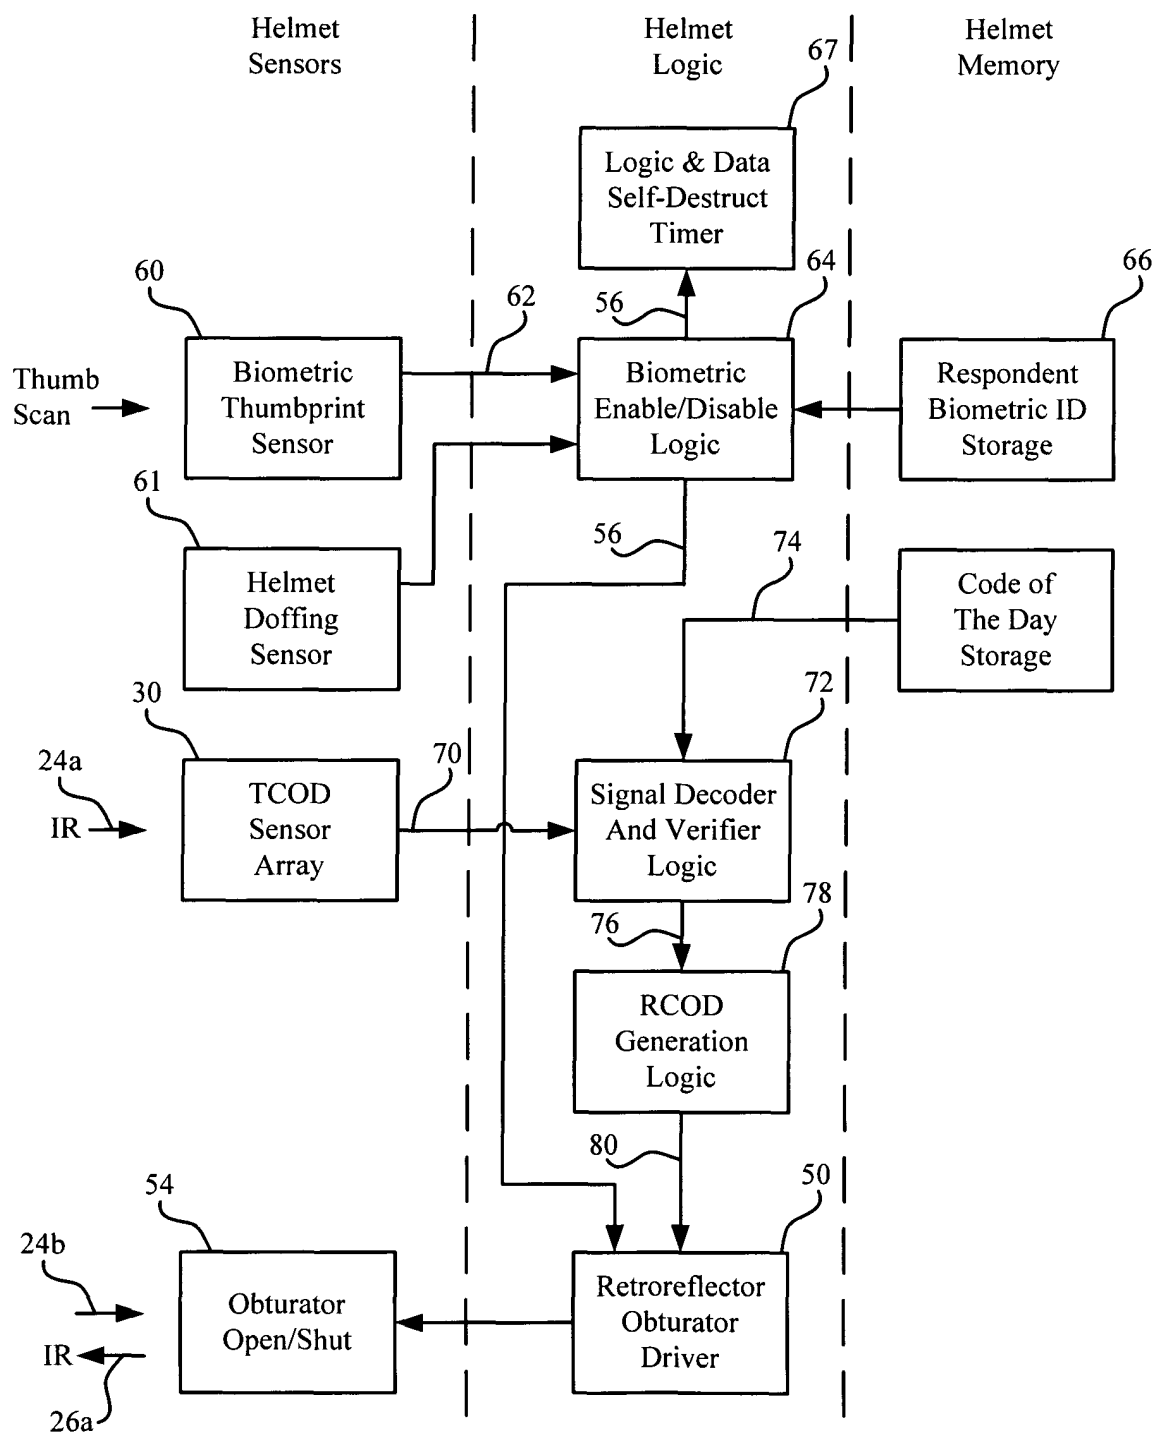 Helmet
Sensors
Helmet
Logic
Helmet
Memory
67
Logic & Data
Self-Destruct
Timer
60
62
56
64
66
Thumb
Scan
Biometric
Thumbprint
Sensor
Biometric
Enable/Disable
Logic
Respondent
Biometric ID
Storage
61
56
74
Helmet
Doffing
Sensor
Code of
The Day
Storage
30
72
24a
IR
70
TCOD
Sensor
Array
Signal Decoder
And Verifier
Logic
76
78
RCOD
Generation
Logic
80
50
54
24b
IR
26a
Obturator
Open/Shut
Retroreflector
Obturator
Driver